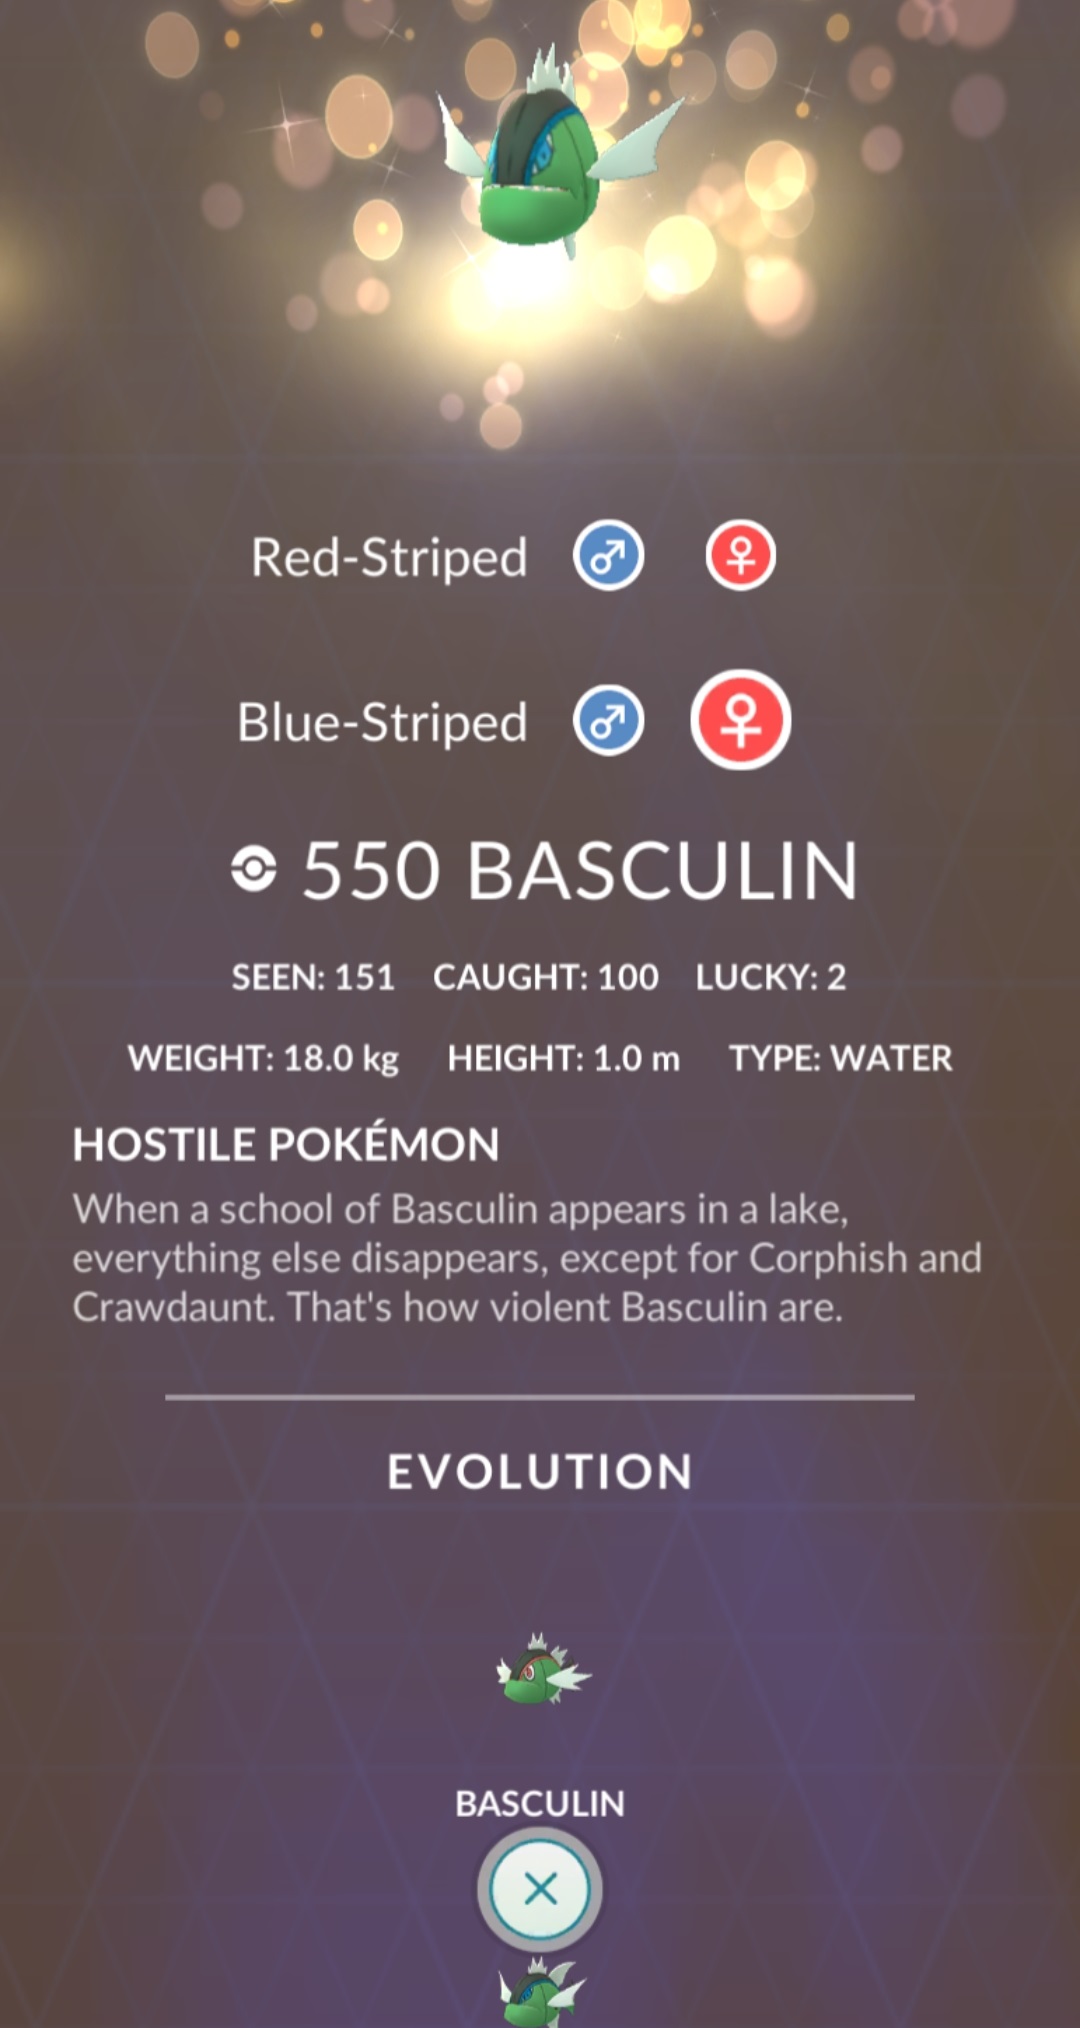 Red-Striped
Blue-Striped
550 BASCULIN
SEEN: 151 CAUGHT: 100 LUCKY: 2
WEIGHT: 18.0 kg HEIGHT: 1.0 m TYPE: WATER
HOSTILE POKÉMON
When a school of Basculin appears in a lake,
everything else disappears, except for Corphish and
Crawdaunt. That's how violent Basculin are.
EVOLUTION
BASCULIN